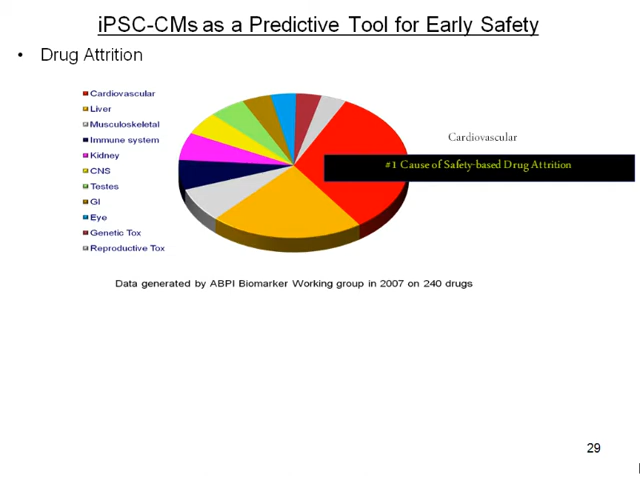 iPSC-CMs as a Predictive Tool for Early Safety
• Drug Attrition
Cardiovascular
Liver
Musculoskeletal
Immune system
Kidney
CNS
Testes
GI
Eye
Genetic Tox
Reproductive Tox
Cardiovascular
#1 Cause of Safety-based Drug Attrition
Data generated by ABPI Biomarker Working group in 2007 on 240 drugs
29